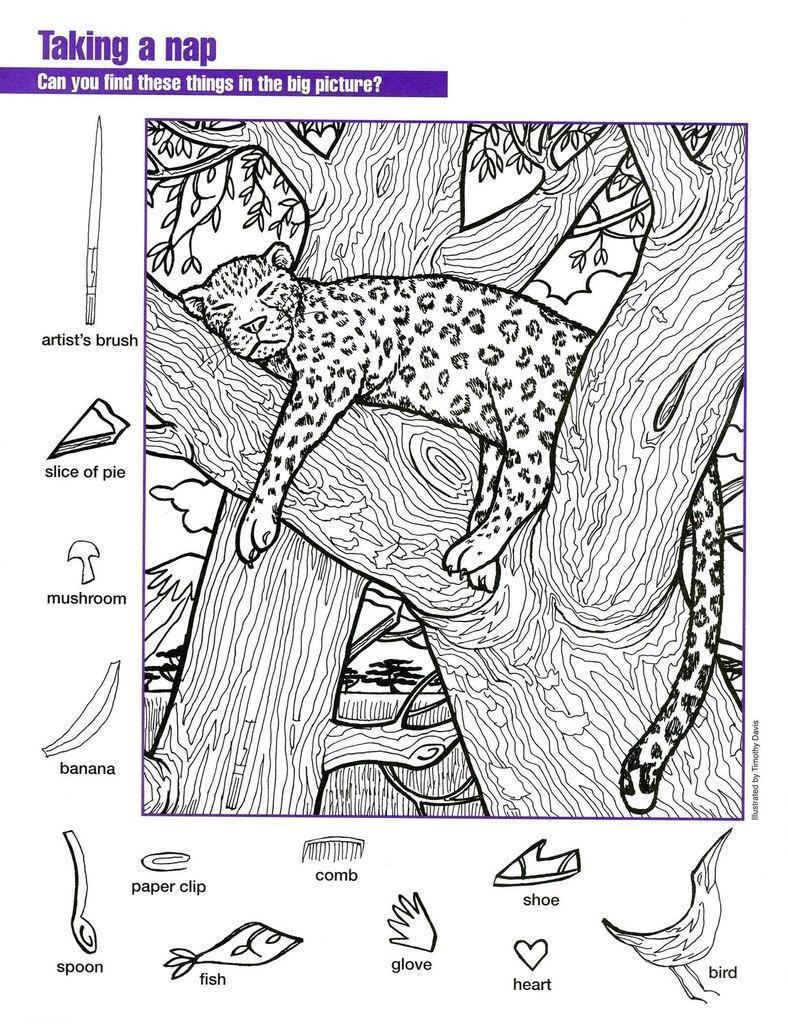 Taking a nap
Can you find these things in the big picture?
artist's brush
slice of pie
mushroom
banana
Illustrated by Timothy Davis
spoon
paper clip
fish
comb
glove
shoe
heart
bird